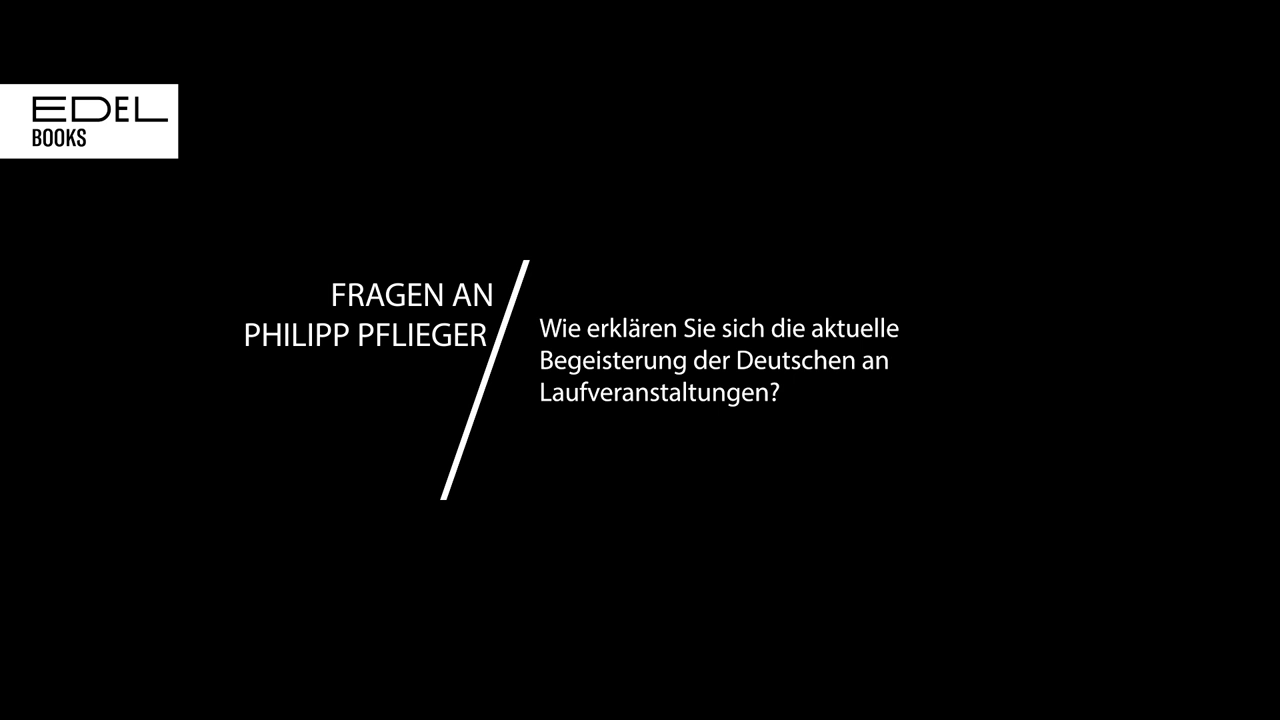 EDEL
BOOKS
FRAGEN AN
PHILIPP PFLIEGER
Wie erklären Sie sich die aktuelle
Begeisterung der Deutschen an
Laufveranstaltungen?